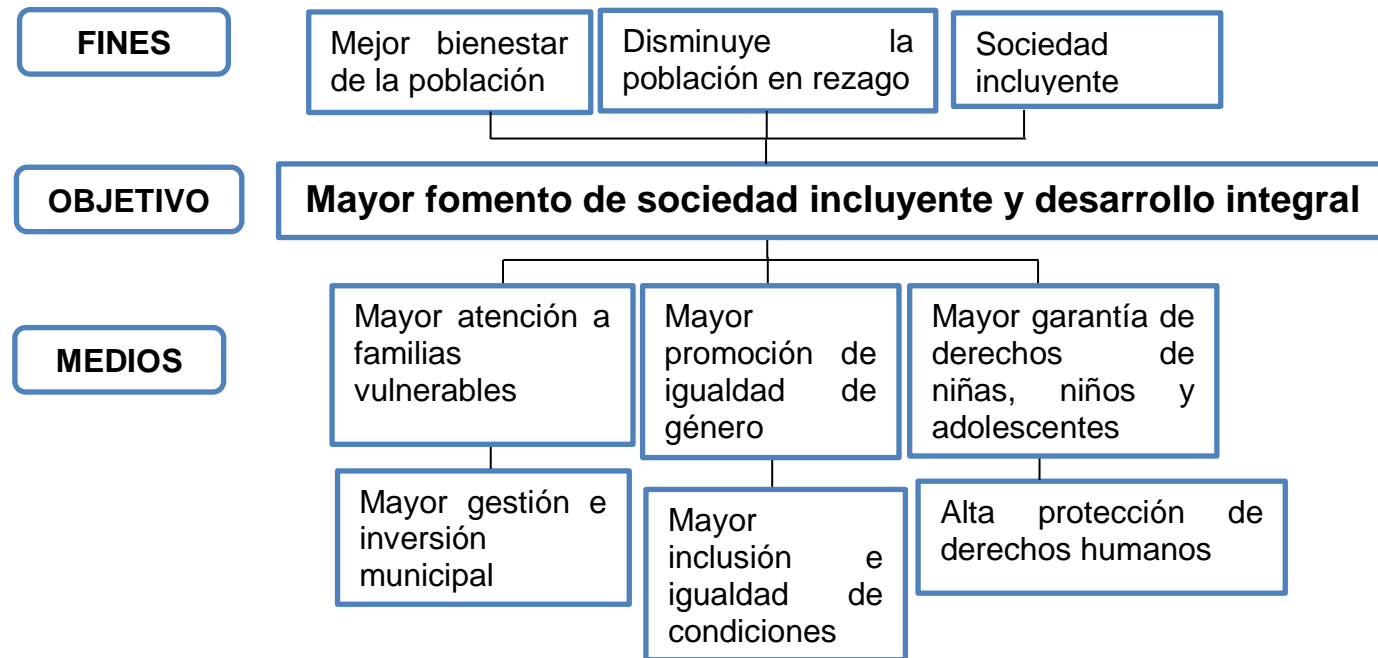 FINES
Mejor bienestar
de la población
Disminuye la
población en rezago
Sociedad
incluyente
OBJETIVO
Mayor fomento de sociedad incluyente y desarrollo integral
MEDIOS
Mayor atención a
familias
vulnerables
Mayor
promoción de
igualdad de
género
Mayor garantía de
derechos de
niñas, niños y
adolescentes
Mayor gestión e
inversión
municipal
Mayor
inclusión e
igualdad de
condiciones
Alta protección de
derechos humanos